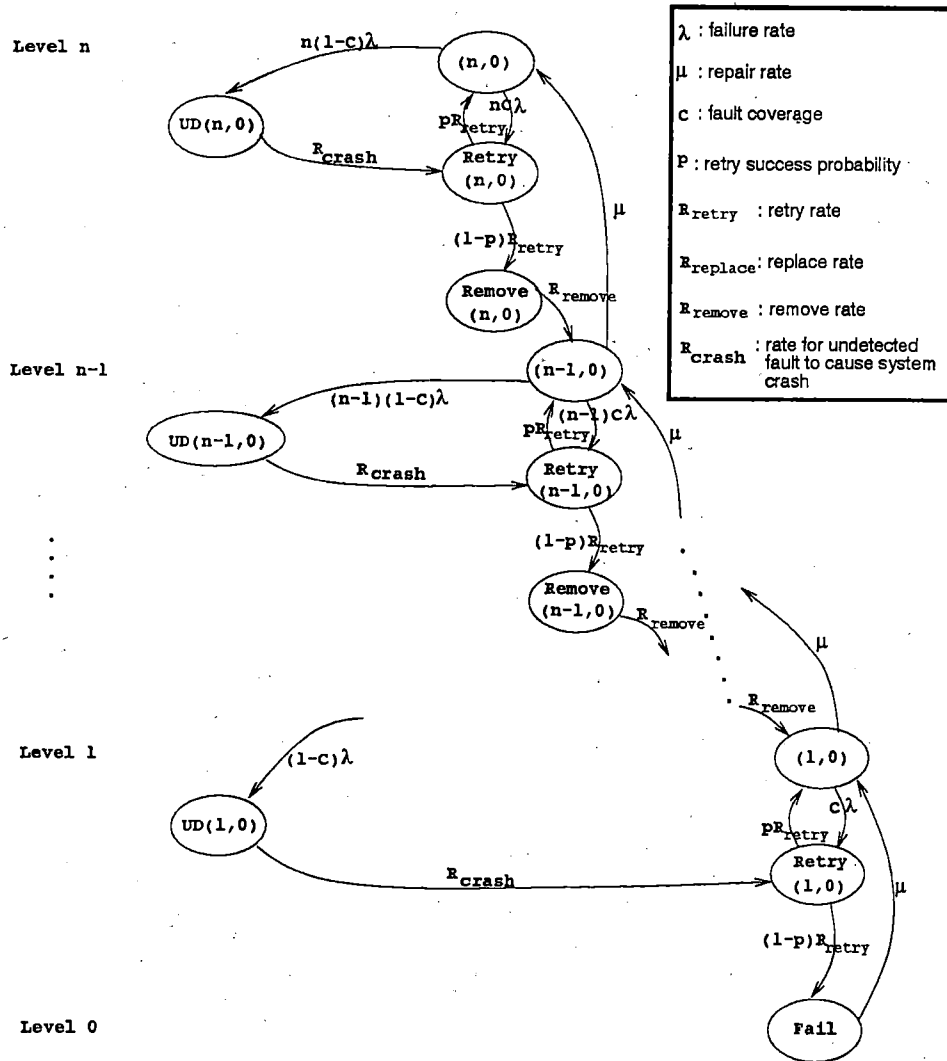 Level n
n(1-C)λ
(n,0)
UD(n,0)
nCλ
pRretry
Rcrash
Retry
(n,0)
μ
(1-p)Rretry
Remove
(n,0)
Rremove
Level n-1
(n-1,0)
(n-1)(1-C)λ
(n-1)Cλ
pRretry
UD(n-1,0)
μ
Rcrash
Retry
(n-1,0)
(1-p)Rretry
Remove
(n-1,0)
Rremove
μ
Rremove
Level 1
(1,0)
(1-C)λ
UD(1,0)
cλ
pRretry
Rcrash
Retry
(1,0)
μ
(1-p)Rretry
Level 0
Fail
λ : failure rate
μ : repair rate
c : fault coverage
P : retry success probability
Rretry : retry rate
Rreplace : replace rate
Rremove : remove rate
Rcrash : rate for undetected
fault to cause system
crash